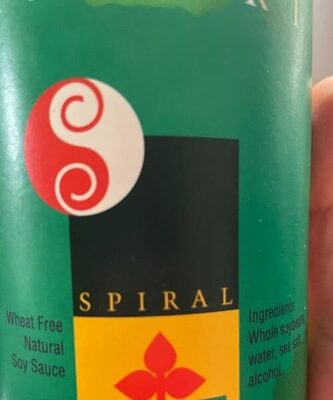 SPIRAL
Wheat Free
Natural
Soy Sauce
Ingredients:
Whole soybeans,
water, sea salt,
alcohol.